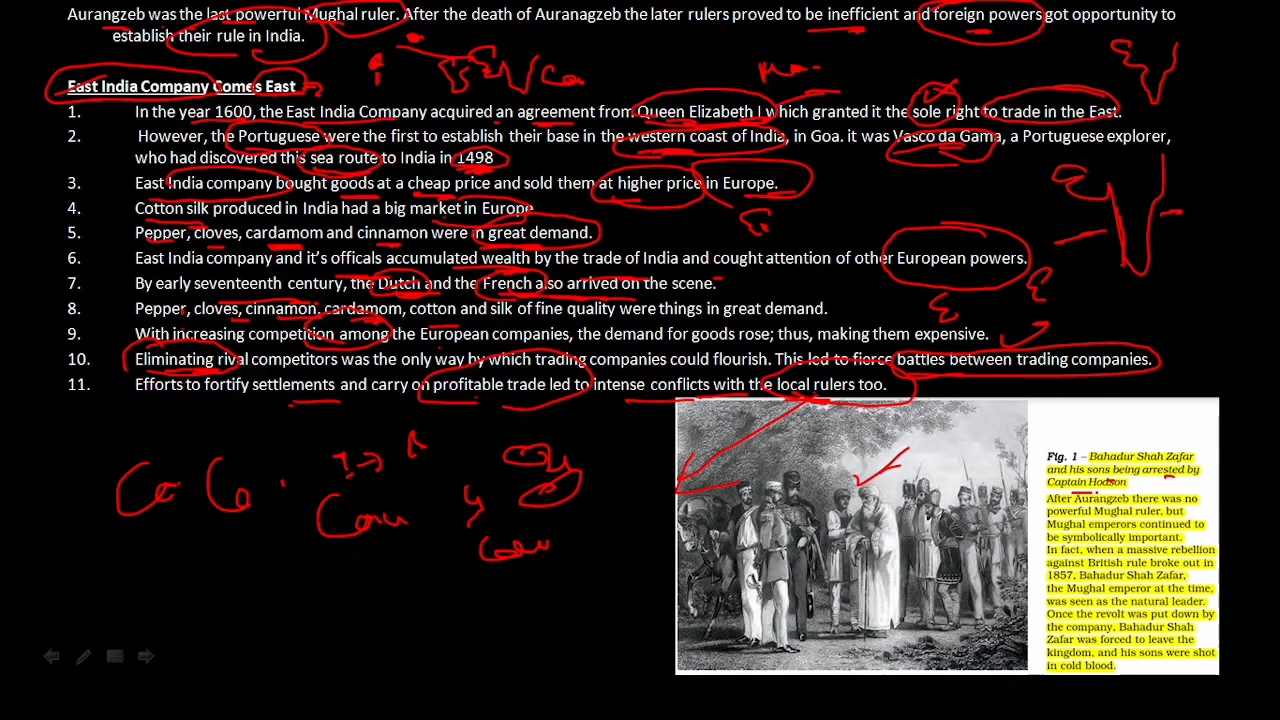 Aurangzeb was the last powerful Mughal ruler. After the death of Auranagzeb the later rulers proved to be inefficient and foreign powers got opportunity to
establish their rule in India.
East India Company Comes East
1. In the year 1600, the East India Company acquired an agreement from Queen Elizabeth I which granted it the sole right to trade in the East.
2. However, the Portuguese were the first to establish their base in the western coast of India, in Goa. it was Vasco da Gama, a Portuguese explorer,
who had discovered this sea route to India in 1498
3. East India company bought goods at a cheap price and sold them at higher price in Europe.
4. Cotton silk produced in India had a big market in Europe
5. Pepper, cloves, cardamom and cinnamon were in great demand.
6. East India company and it's officals accumulated wealth by the trade of India and cought attention of other European powers.
7. By early seventeenth century, the Dutch and the French also arrived on the scene.
8. Pepper, cloves, cinnamon, cardamom, cotton and silk of fine quality were things in great demand.
9. With increasing competition among the European companies, the demand for goods rose; thus, making them expensive.
10. Eliminating rival competitors was the only way by which trading companies could flourish. This led to fierce battles between trading companies.
11. Efforts to fortify settlements and carry on profitable trade led to intense conflicts with the local rulers too.
Fig. 1 – Bahadur Shah Zafar
and his sons being arrested by
Captain Hodson
After Aurangzeb there was no
powerful Mughal ruler, but
Mughal emperors continued to
be symbolically important.
In fact, when a massive rebellion
against British rule broke out in
1857, Bahadur Shah Zafar,
the Mughal emperor at the time,
was seen as the natural leader.
Once the revolt was put down by
the company, Bahadur Shah
Zafar was forced to leave the
kingdom, and his sons were shot
in cold blood.